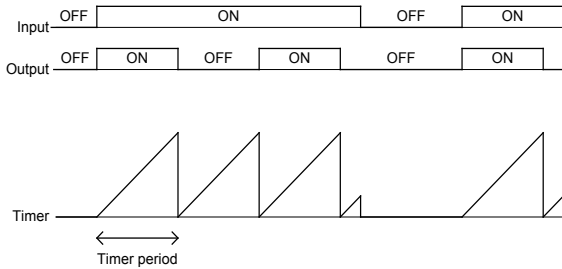 OFF ON OFF ON
Input
OFF ON OFF ON OFF ON
Output
Timer
Timer period